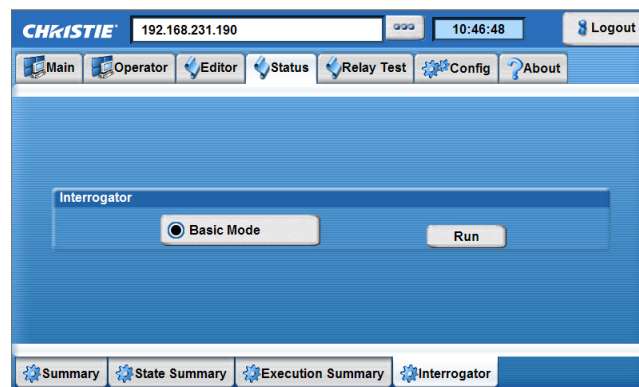 CHRISTIE 192.168.231.190 10:46:48 Logout
Main Operator Editor Status Relay Test Config About
Interrogator
Basic Mode Run
Summary State Summary Execution Summary Interrogator